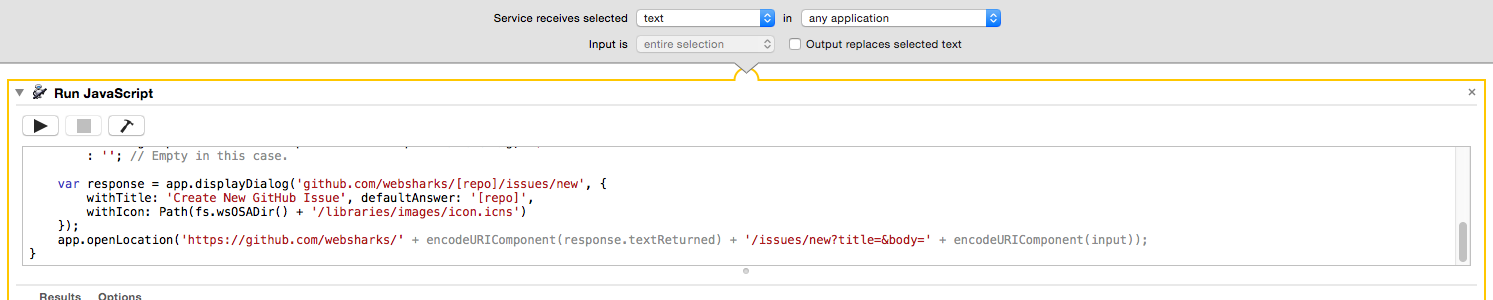 Service receives selected text in any application
Input is entire selection Output replaces selected text
Run JavaScript
: ''; // Empty in this case.
var response = app.displayDialog('github.com/websharks/[repo]/issues/new', {
withTitle: 'Create New GitHub Issue', defaultAnswer: '[repo]',
withIcon: Path(fs.wsOSADir() + '/libraries/images/icon.icns')
});
app.openLocation('https://github.com/websharks/' + encodeURIComponent(response.textReturned) + '/issues/new?title=&body=' + encodeURIComponent(input));
}
Results Options